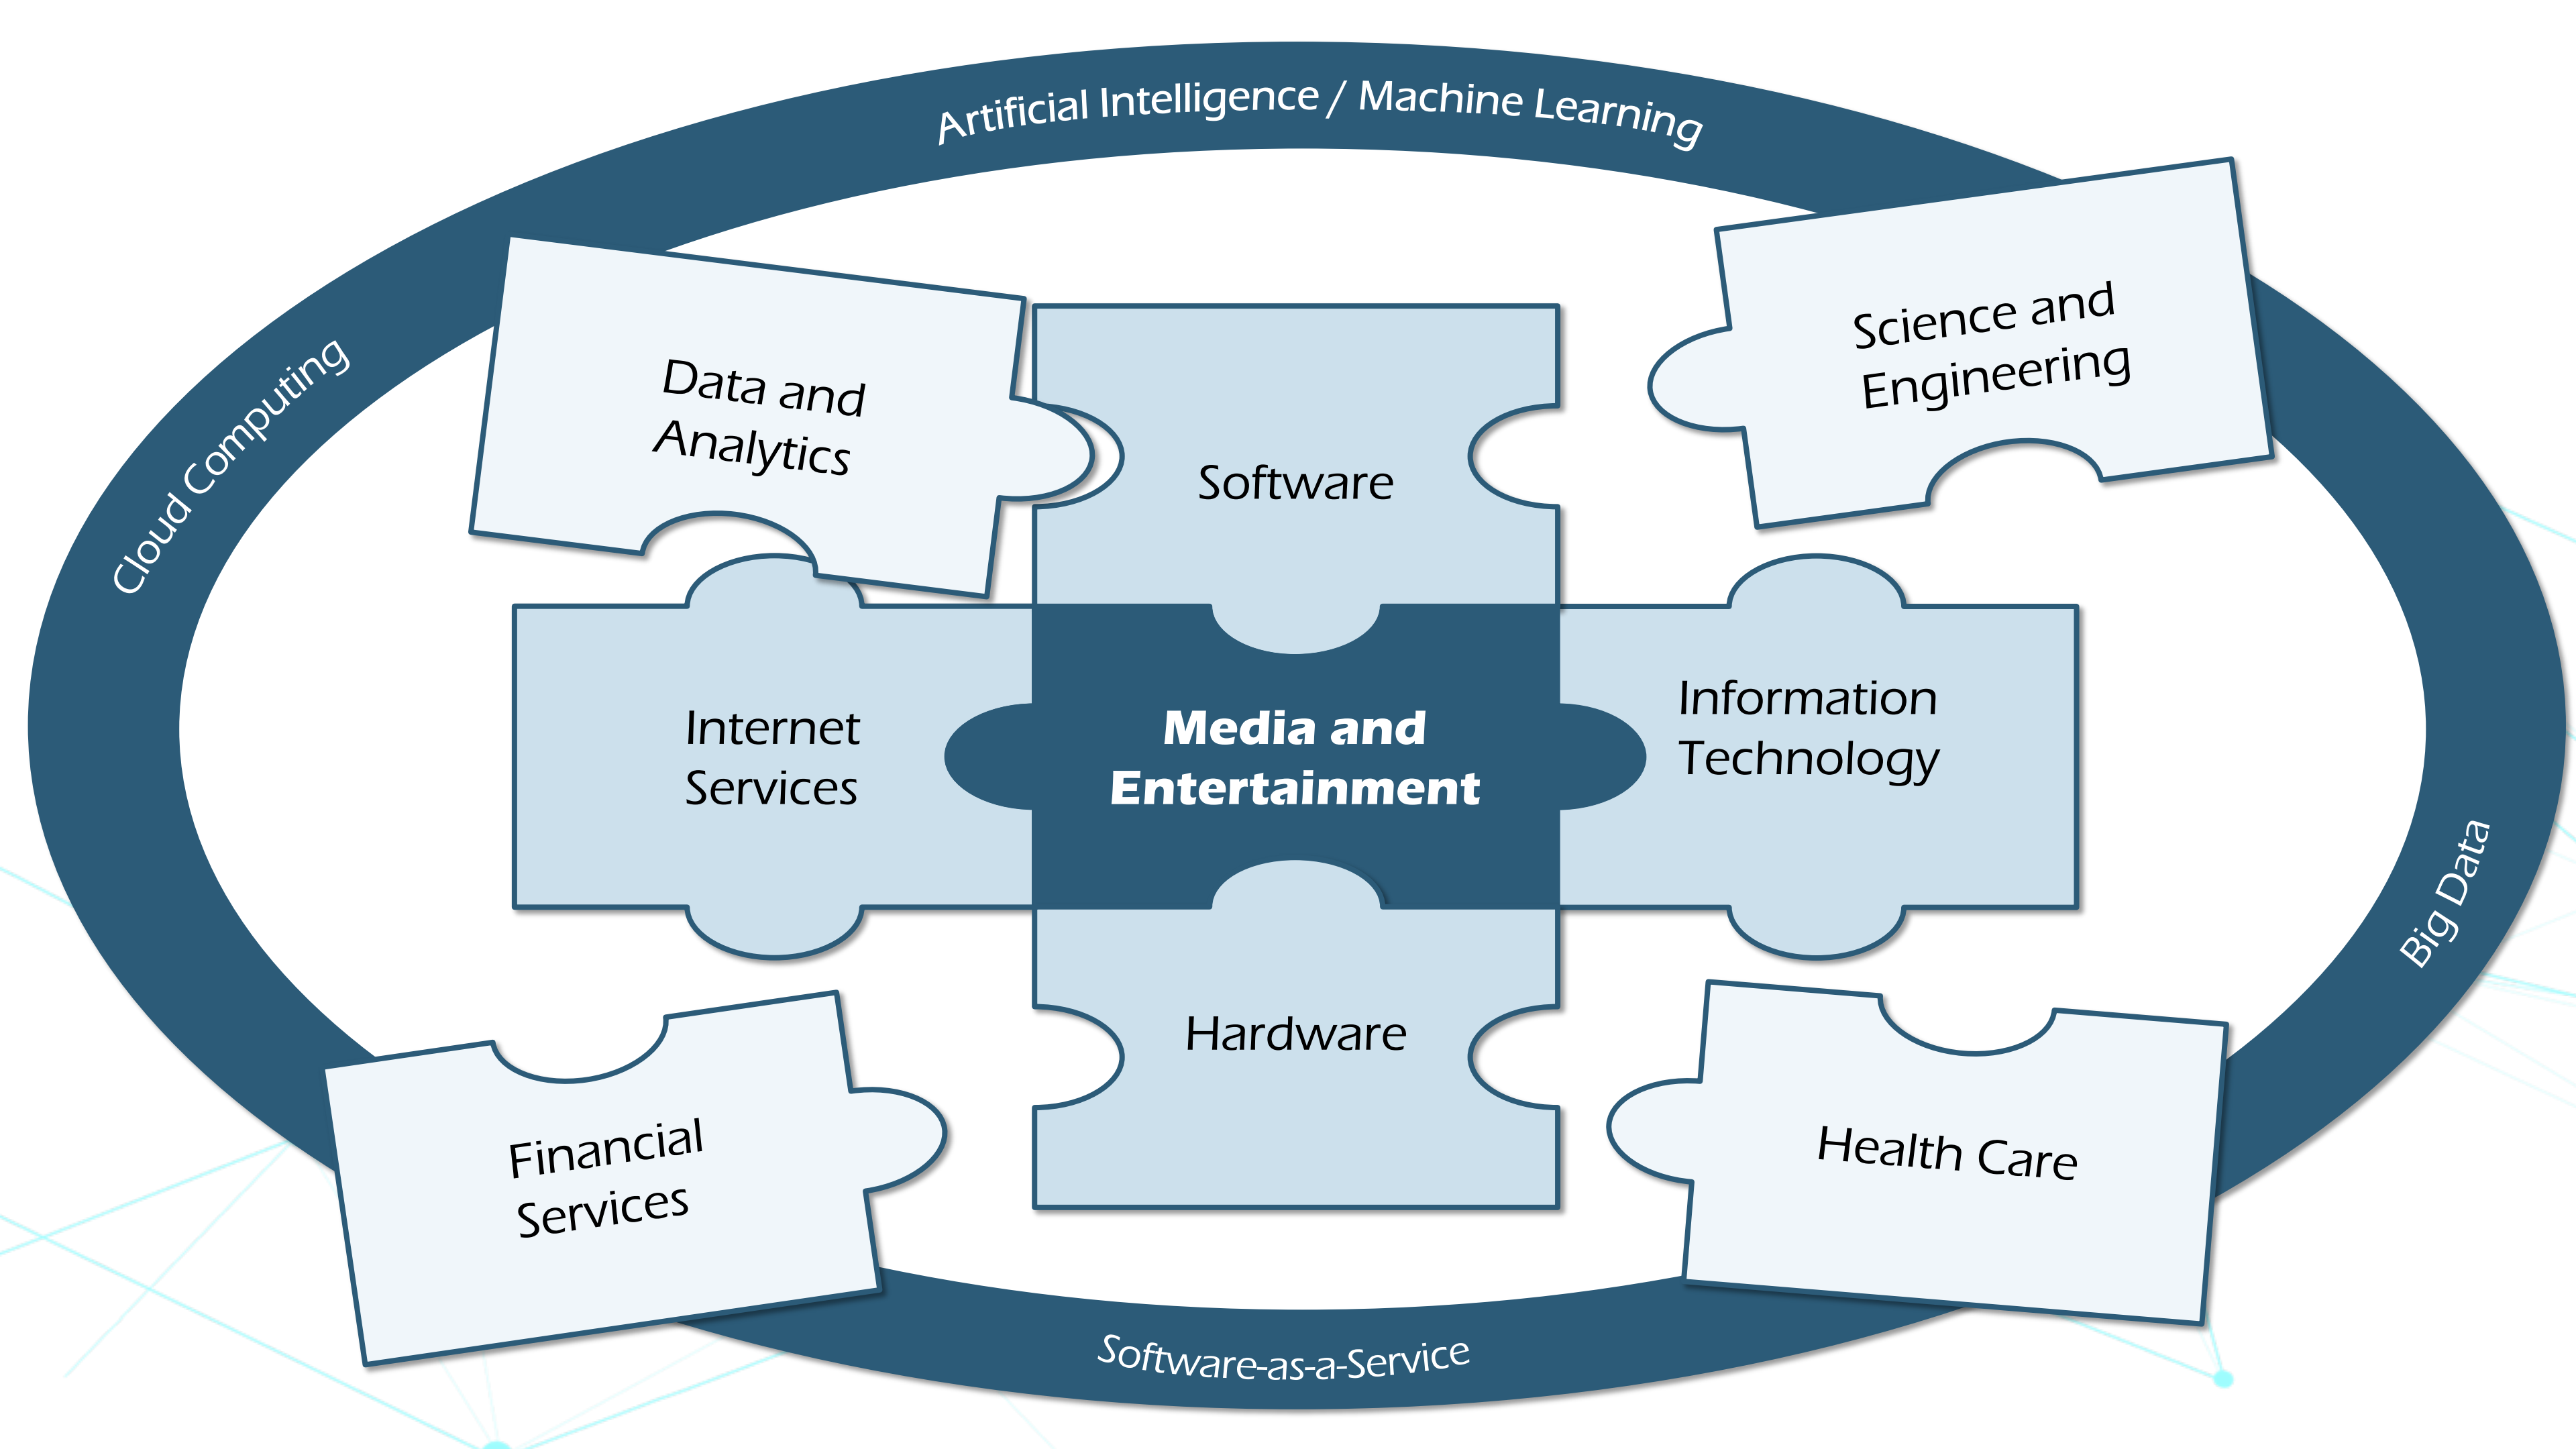 Artificial Intelligence / Machine Learning
Cloud Computing
Data and
Analytics
Software
Science and
Engineering
Internet
Services
Media and
Entertainment
Information
Technology
Big Data
Financial
Services
Hardware
Health Care
Software-as-a-Service